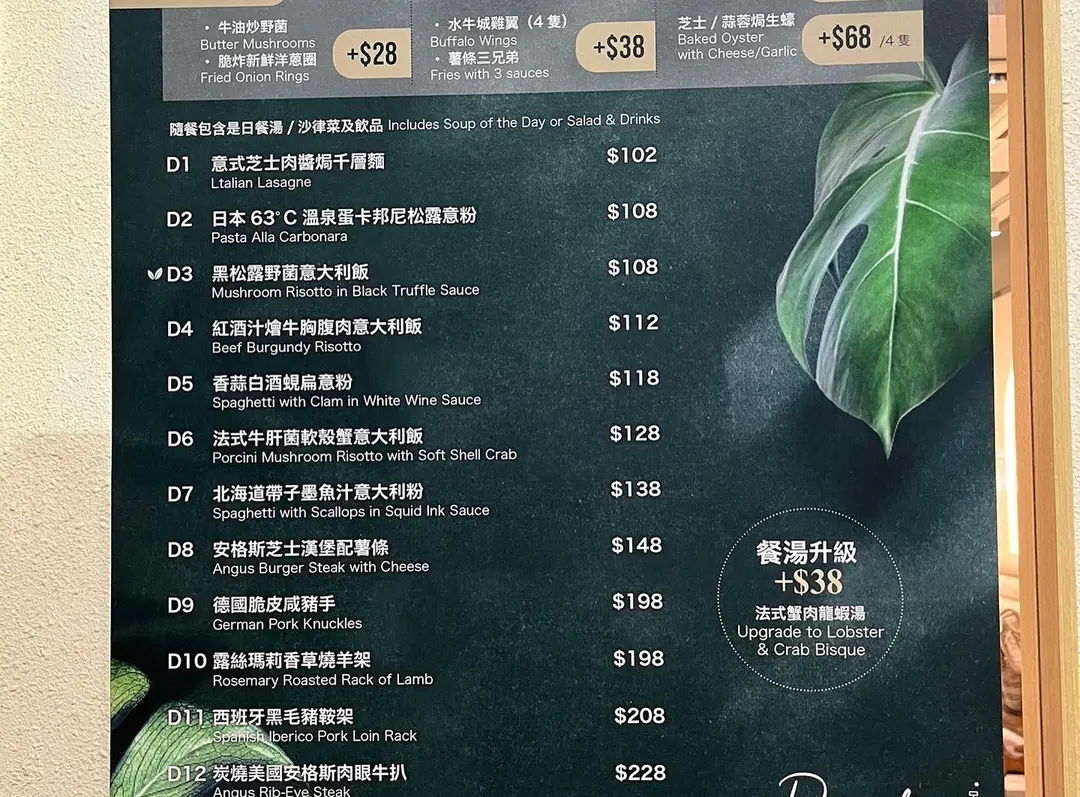 ・牛油炒野菌
Butter Mushrooms
・脆炸新鮮洋蔥圈
Fried Onion Rings
+$28
・水牛城雞翼（4 隻）
Buffalo Wings
・薯條三兄弟
Fries with 3 sauces
+$38
芝士 / 蒜蓉焗生蠔
Baked Oyster
with Cheese/Garlic
+$68 /4 隻
隨餐包含是日餐湯 / 沙律菜及飲品 Includes Soup of the Day or Salad & Drinks
D1 意式芝士肉醬焗千層麵 $102
Ltalian Lasagne
D2 日本 63°C 溫泉蛋卡邦尼松露意粉 $108
Pasta Alla Carbonara
D3 黑松露野菌意大利飯 $108
Mushroom Risotto in Black Truffle Sauce
D4 紅酒汁燴牛胸腹肉意大利飯 $112
Beef Burgundy Risotto
D5 香蒜白酒蜆扁意粉 $118
Spaghetti with Clam in White Wine Sauce
D6 法式牛肝菌軟殼蟹意大利飯 $128
Porcini Mushroom Risotto with Soft Shell Crab
D7 北海道帶子墨魚汁意大利粉 $138
Spaghetti with Scallops in Squid Ink Sauce
D8 安格斯芝士漢堡配薯條 $148
Angus Burger Steak with Cheese
D9 德國脆皮咸豬手 $198
German Pork Knuckles
D10 露絲瑪莉香草燒羊架 $198
Rosemary Roasted Rack of Lamb
D11 西班牙黑毛豬鞍架 $208
Spanish Iberico Pork Loin Rack
D12 炭燒美國安格斯肉眼牛扒 $228
Angus Rib-Eye Steak
餐湯升級
+$38
法式蟹肉龍蝦湯
Upgrade to Lobster
& Crab Bisque